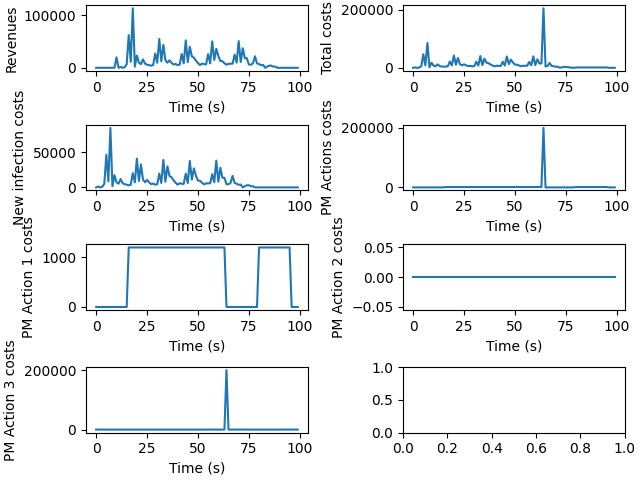 Revenues
100000
0
0 25 50 75 100
Time (s)
Total costs
200000
0
0 25 50 75 100
Time (s)
New infection costs
50000
0
0 25 50 75 100
Time (s)
PM Actions costs
200000
0
0 25 50 75 100
Time (s)
PM Action 1 costs
1000
0
0 25 50 75 100
Time (s)
PM Action 2 costs
0.05
0.00
−0.05
0 25 50 75 100
Time (s)
PM Action 3 costs
200000
0
0 25 50 75 100
Time (s)
1.0
0.5
0.0
0.0 0.2 0.4 0.6 0.8 1.0